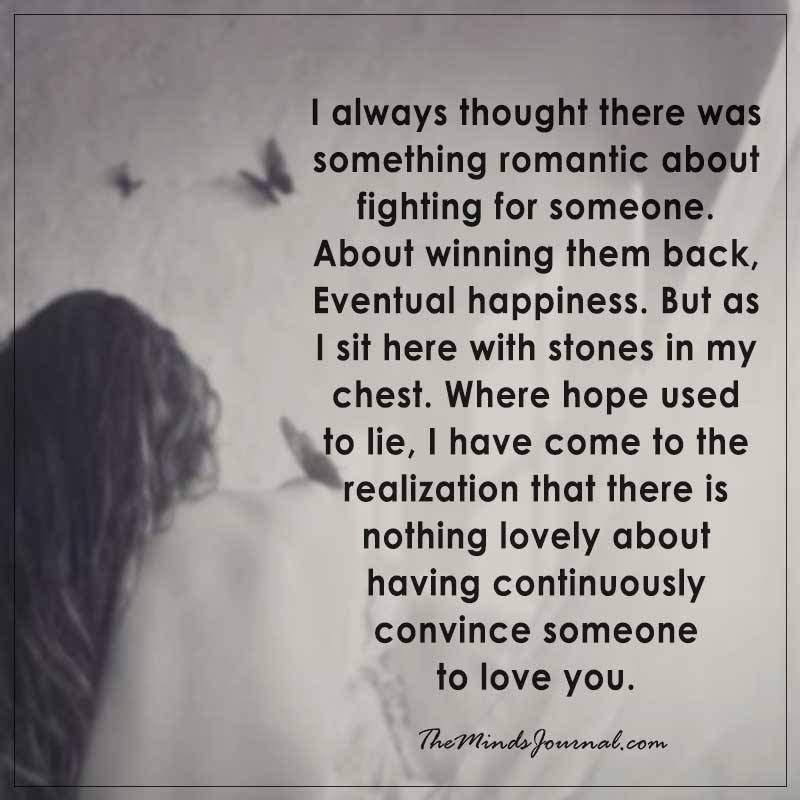 I always thought there was
something romantic about
fighting for someone.
About winning them back,
Eventual happiness. But as
I sit here with stones in my
chest. Where hope used
to lie, I have come to the
realization that there is
nothing lovely about
having continuously
convince someone
to love you.
TheMindsJournal.com